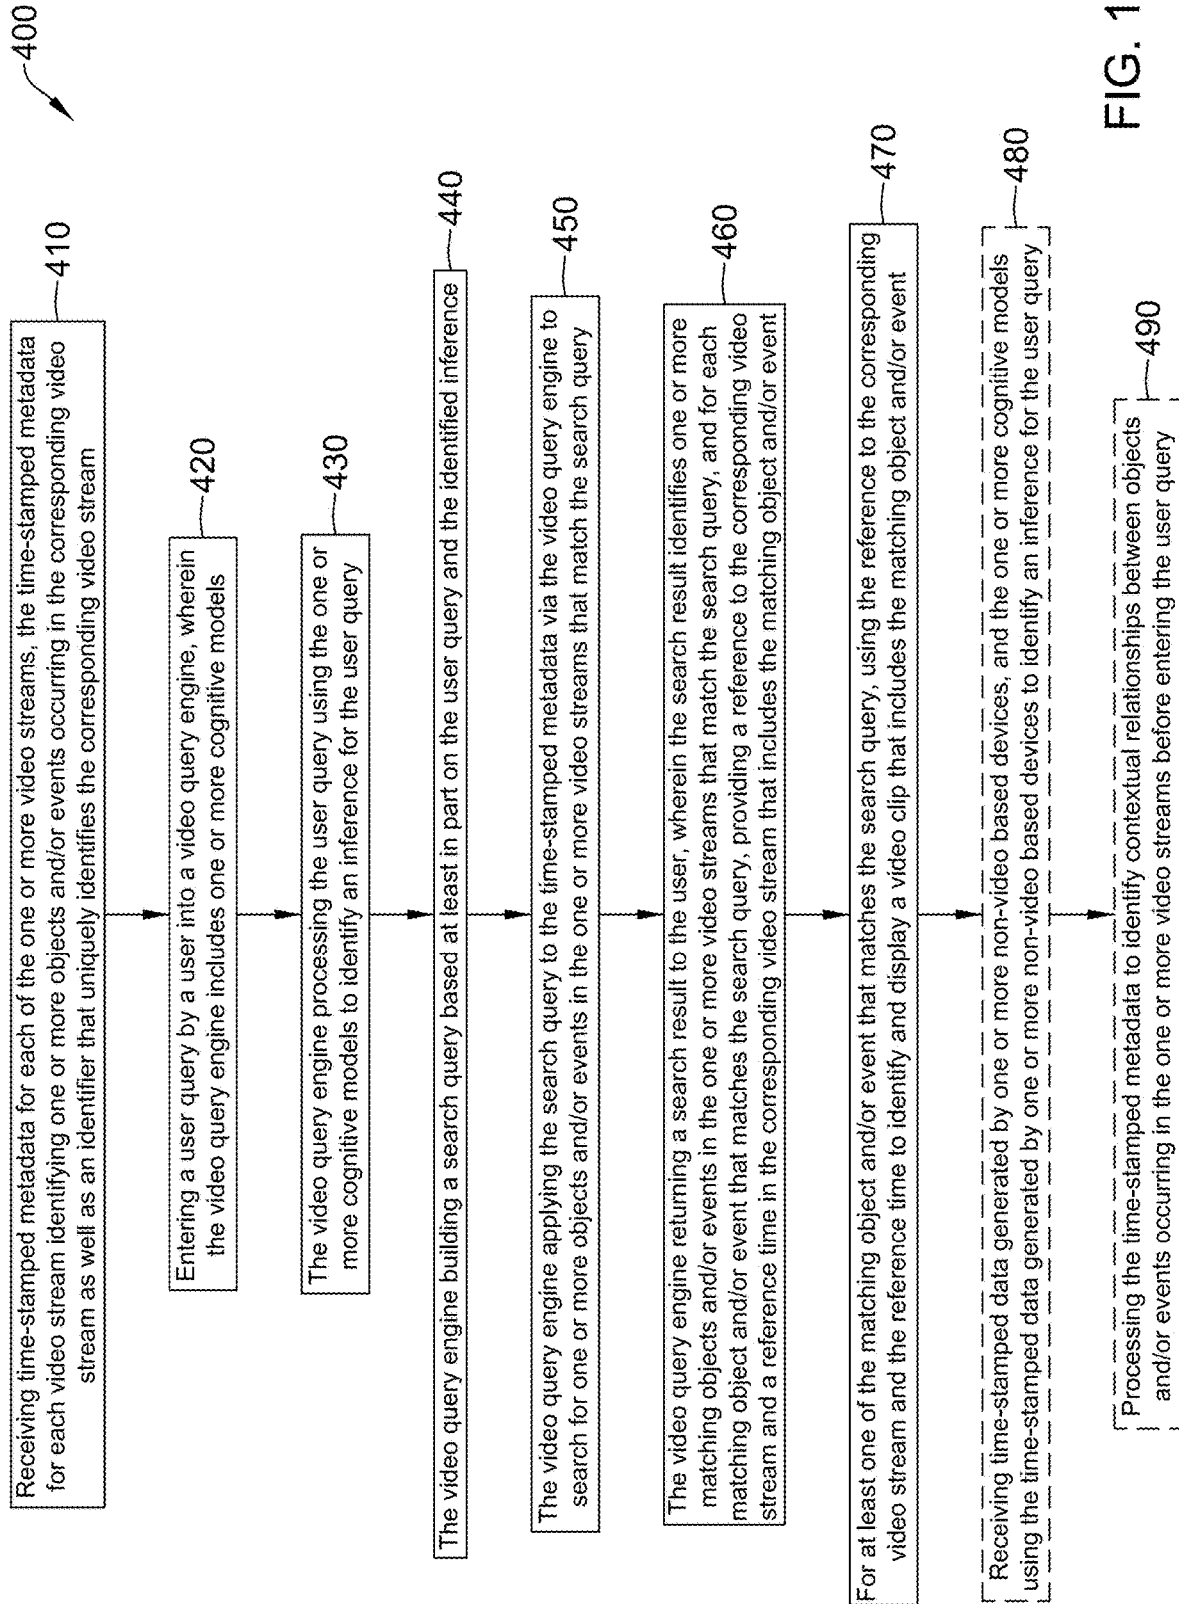 400
Receiving time-stamped metadata for each of the one or more video streams, the time-stamped metadata
for each video stream identifying one or more objects and/or events occurring in the corresponding video
stream as well as an identifier that uniquely identifies the corresponding video stream
410
Entering a user query by a user into a video query engine, wherein
the video query engine includes one or more cognitive models
420
The video query engine processing the user query using the one or
more cognitive models to identify an inference for the user query
430
The video query engine building a search query based at least in part on the user query and the identified inference
440
The video query engine applying the search query to the time-stamped metadata via the video query engine to
search for one or more objects and/or events in the one or more video streams that match the search query
450
The video query engine returning a search result to the user, wherein the search result identifies one or more
matching objects and/or events in the one or more video streams that match the search query, and for each
matching object and/or event that matches the search query, providing a reference to the corresponding video
stream and a reference time in the corresponding video stream that includes the matching object and/or event
460
For at least one of the matching object and/or event that matches the search query, using the reference to the corresponding
video stream and the reference time to identify and display a video clip that includes the matching object and/or event
470
Receiving time-stamped data generated by one or more non-video based devices, and the one or more cognitive models
using the time-stamped data generated by one or more non-video based devices to identify an inference for the user query
480
Processing the time-stamped metadata to identify contextual relationships between objects
and/or events occurring in the one or more video streams before entering the user query
490
FIG. 1